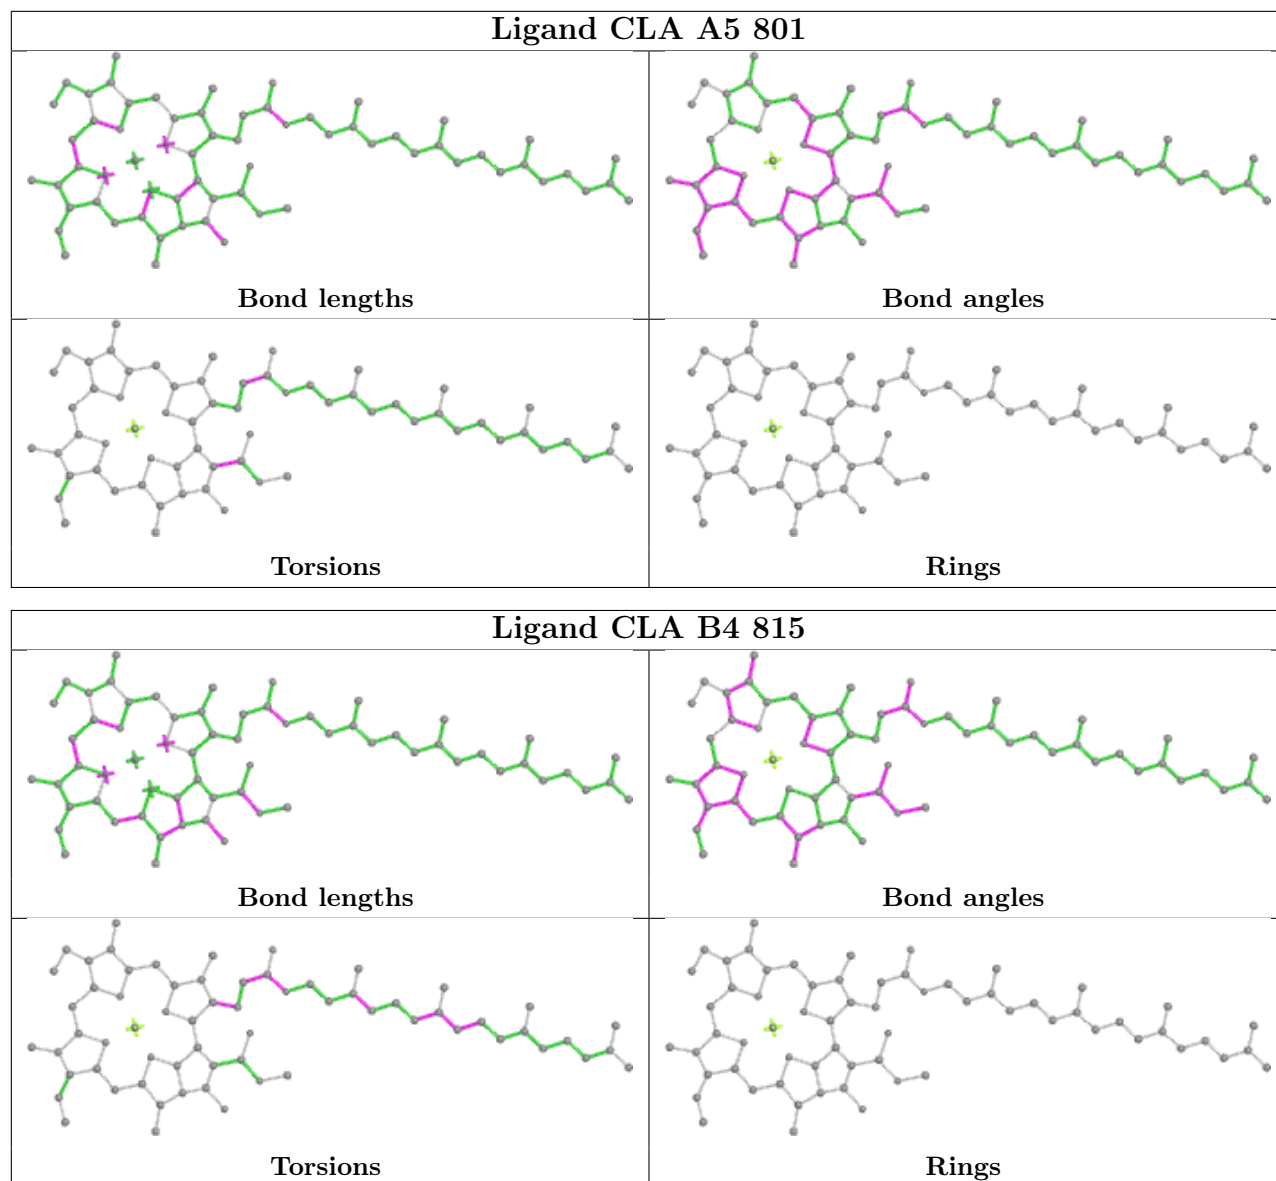 Ligand CLA A5 801
Bond lengths
Bond angles
Torsions
Rings
Ligand CLA B4 815
Bond lengths
Bond angles
Torsions
Rings